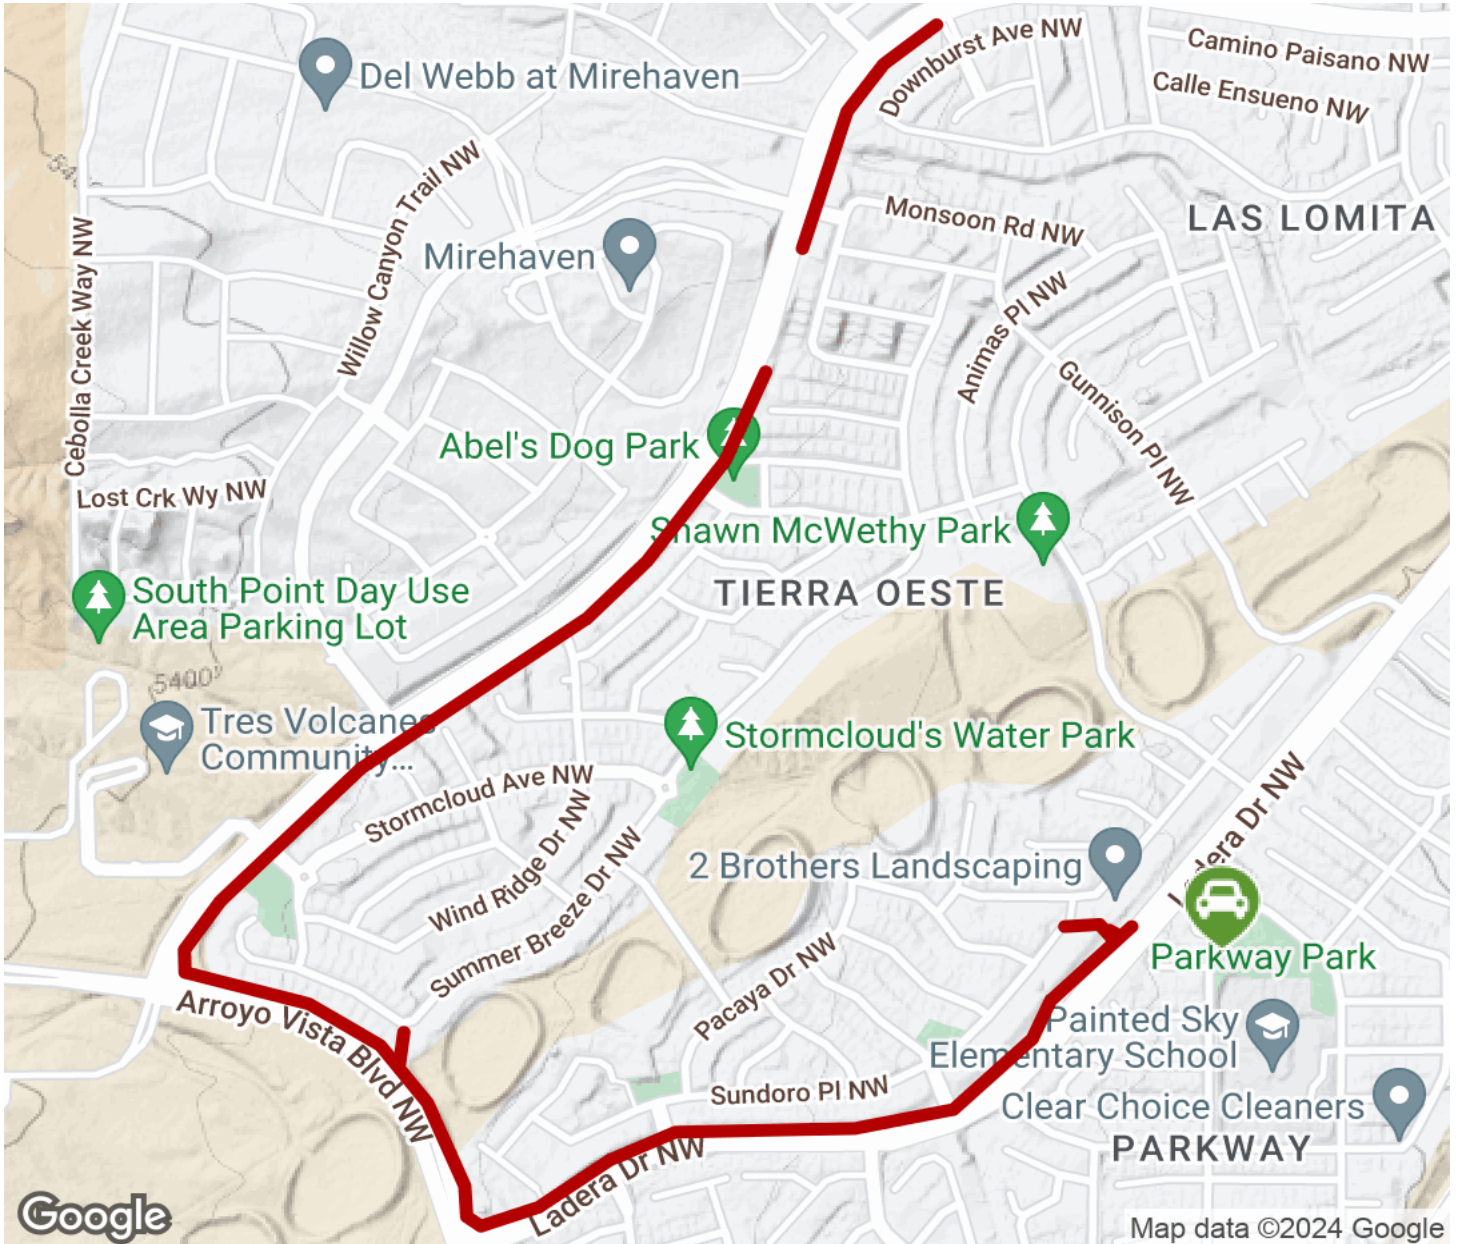 Downburst Ave NW
Camino Paisano NW
Del Webb at Mirehaven
Calle Ensueno NW
Willow Canyon Trail NW
Monsoon Rd NW
LAS LOMITA
Mirehaven
Cebolla Creek Way NW
Animas Pl NW
Gunnison Pl NW
Abel's Dog Park
Lost Crk Wy NW
Shawn McWethy Park
South Point Day Use
Area Parking Lot
TIERRA OESTE
5400'
Tres Volcanes
Community...
Stormcloud's Water Park
Stormcloud Ave NW
Wind Ridge Dr NW
Summer Breeze Dr NW
2 Brothers Landscaping
Ladera Dr NW
Pacaya Dr NW
Parkway Park
Arroyo Vista Blvd NW
Painted Sky
Elementary School
Sundoro Pl NW
Clear Choice Cleaners
PARKWAY
Ladera Dr NW
Google
Map data ©2024 Google